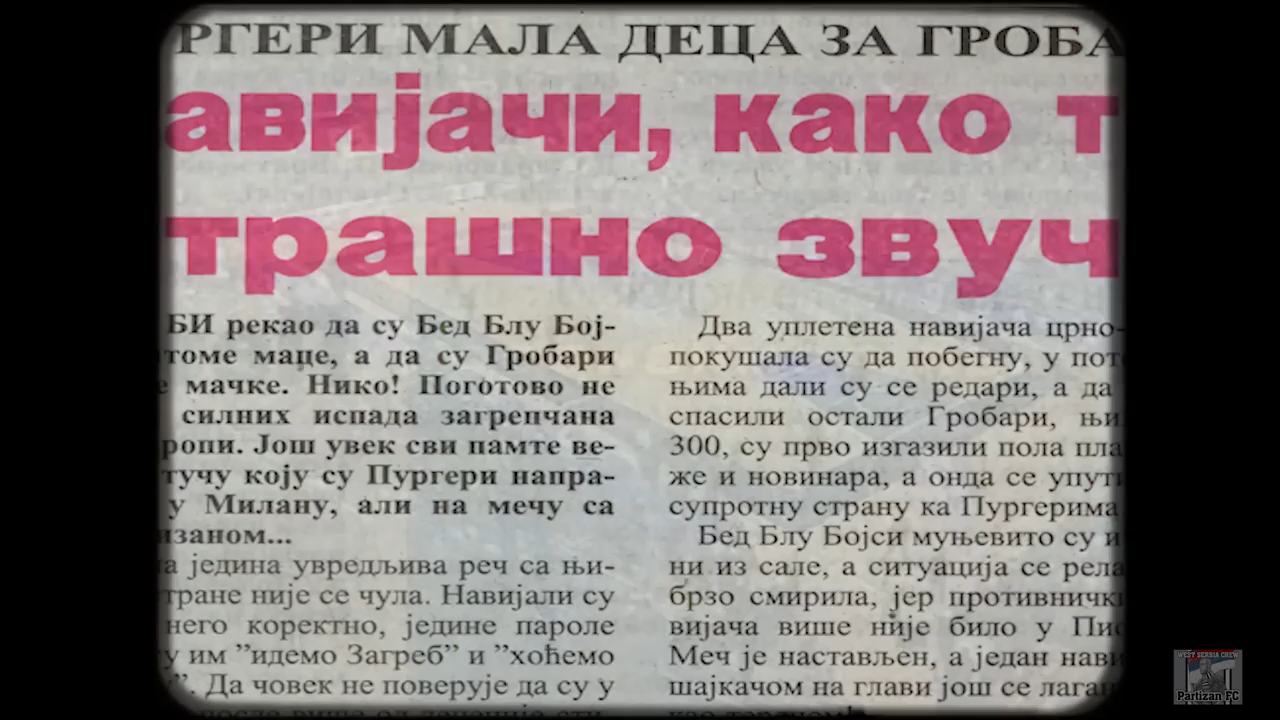 РГЕРИ МАЛА ДЕЦА ЗА ГРОБА
авијачи, како т
трашно звуч
БИ рекао да су Бед Блу Бој-
томе маце, а да су Гробари
е мачке. Нико! Поготово не
силних испада загрепчана
ропи. Још увек сви памте ве-
тучу коју су Пургери напра-
у Милану, али на мечу са
изаном...
а једина увредљива реч са њи-
тране није се чула. Навијали су
него коректно, једине пароле
у им ”идемо Загреб” и ”хоћемо
”. Да човек не поверује да су у
Два уплетена навијача црно-
покушала су да побегну, у пот
њима дали су се редари, а да
спасили остали Гробари, њи
300, су прво изгазили пола пла
же и новинара, а онда се упут
супротну страну ка Пургерима
Бед Блу Бојси муњевито су и
ни из сале, а ситуација се рела
брзо смирила, јер противничк
вијача више није било у Пи
Меч је настављен, а један нави
шајкачом на глави још се лаган
WEST SERBIA CREW
Partizan FC